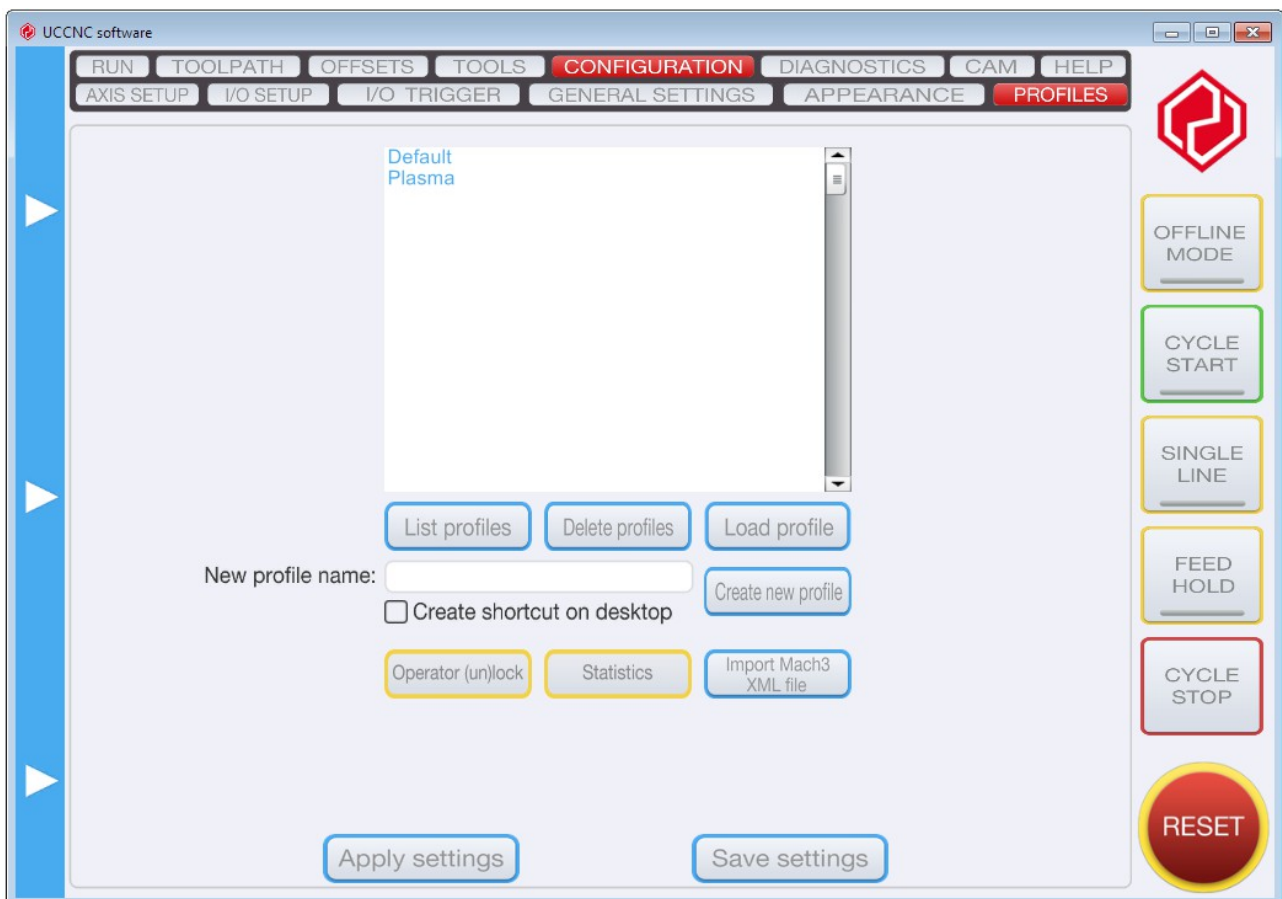 UCCNC software
RUN TOOLPATH OFFSETS TOOLS CONFIGURATION DIAGNOSTICS CAM HELP
AXIS SETUP I/O SETUP I/O TRIGGER GENERAL SETTINGS APPEARANCE PROFILES
Default
Plasma
List profiles Delete profiles Load profile
New profile name:
Create new profile
Create shortcut on desktop
Operator (un)lock Statistics Import Mach3
XML file
Apply settings Save settings
OFFLINE
MODE
CYCLE
START
SINGLE
LINE
FEED
HOLD
CYCLE
STOP
RESET